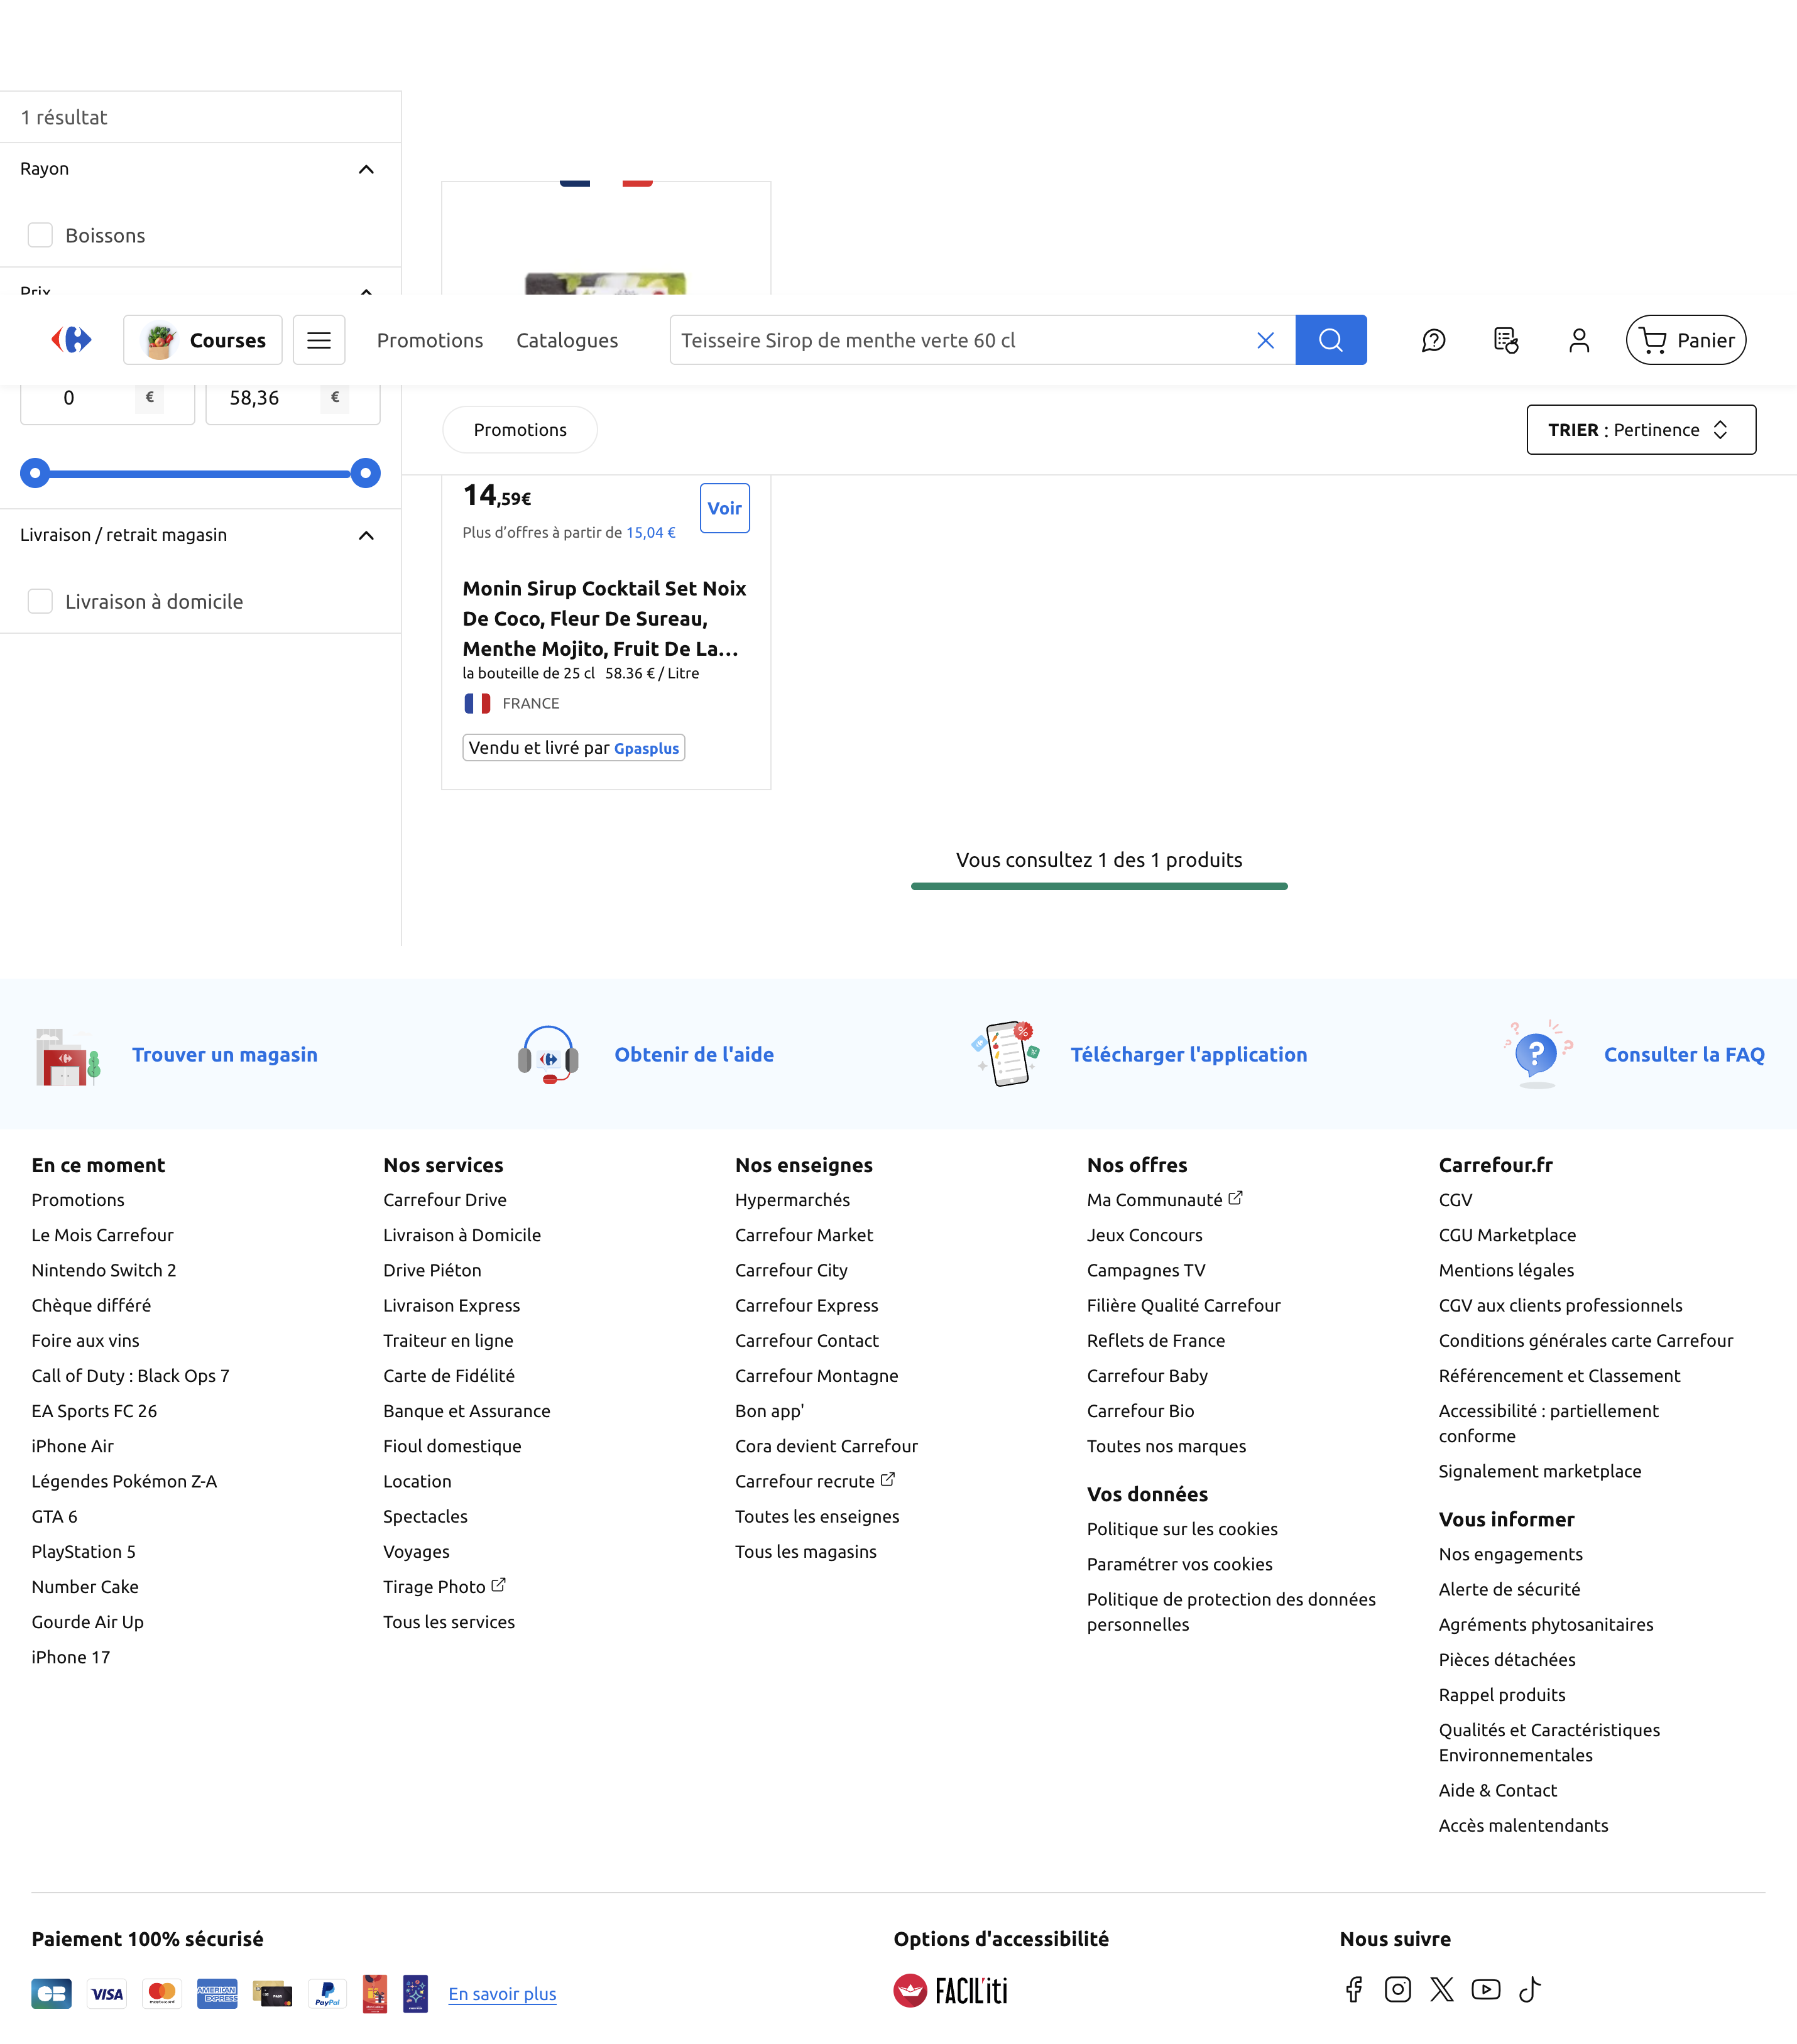 1 résultat
Rayon
Boissons
Prix
Courses
Promotions
Catalogues
Teisseire Sirop de menthe verte 60 cl
Panier
0 €
58,36 €
Promotions
TRIER : Pertinence
Livraison / retrait magasin
Livraison à domicile
14,59€
Voir
Plus d’offres à partir de 15,04 €
Monin Sirup Cocktail Set Noix
De Coco, Fleur De Sureau,
Menthe Mojito, Fruit De La...
la bouteille de 25 cl 58.36 € / Litre
FRANCE
Vendu et livré par Gpasplus
Vous consultez 1 des 1 produits
Trouver un magasin
Obtenir de l'aide
Télécharger l'application
Consulter la FAQ
En ce moment
Promotions
Le Mois Carrefour
Nintendo Switch 2
Chèque différé
Foire aux vins
Call of Duty : Black Ops 7
EA Sports FC 26
iPhone Air
Légendes Pokémon Z-A
GTA 6
PlayStation 5
Number Cake
Gourde Air Up
iPhone 17
Nos services
Carrefour Drive
Livraison à Domicile
Drive Piéton
Livraison Express
Traiteur en ligne
Carte de Fidélité
Banque et Assurance
Fioul domestique
Location
Spectacles
Voyages
Tirage Photo
Tous les services
Nos enseignes
Hypermarchés
Carrefour Market
Carrefour City
Carrefour Express
Carrefour Contact
Carrefour Montagne
Bon app'
Cora devient Carrefour
Carrefour recrute
Toutes les enseignes
Tous les magasins
Nos offres
Ma Communauté
Jeux Concours
Campagnes TV
Filière Qualité Carrefour
Reflets de France
Carrefour Baby
Carrefour Bio
Toutes nos marques
Vos données
Politique sur les cookies
Paramétrer vos cookies
Politique de protection des données
personnelles
Carrefour.fr
CGV
CGU Marketplace
Mentions légales
CGV aux clients professionnels
Conditions générales carte Carrefour
Référencement et Classement
Accessibilité : partiellement
conforme
Signalement marketplace
Vous informer
Nos engagements
Alerte de sécurité
Agréments phytosanitaires
Pièces détachées
Rappel produits
Qualités et Caractéristiques
Environnementales
Aide & Contact
Accès malentendants
Paiement 100% sécurisé
CB
VISA
mastercard
AMERICAN
EXPRESS
PayPal
En savoir plus
Options d'accessibilité
FACIL'iti
Nous suivre